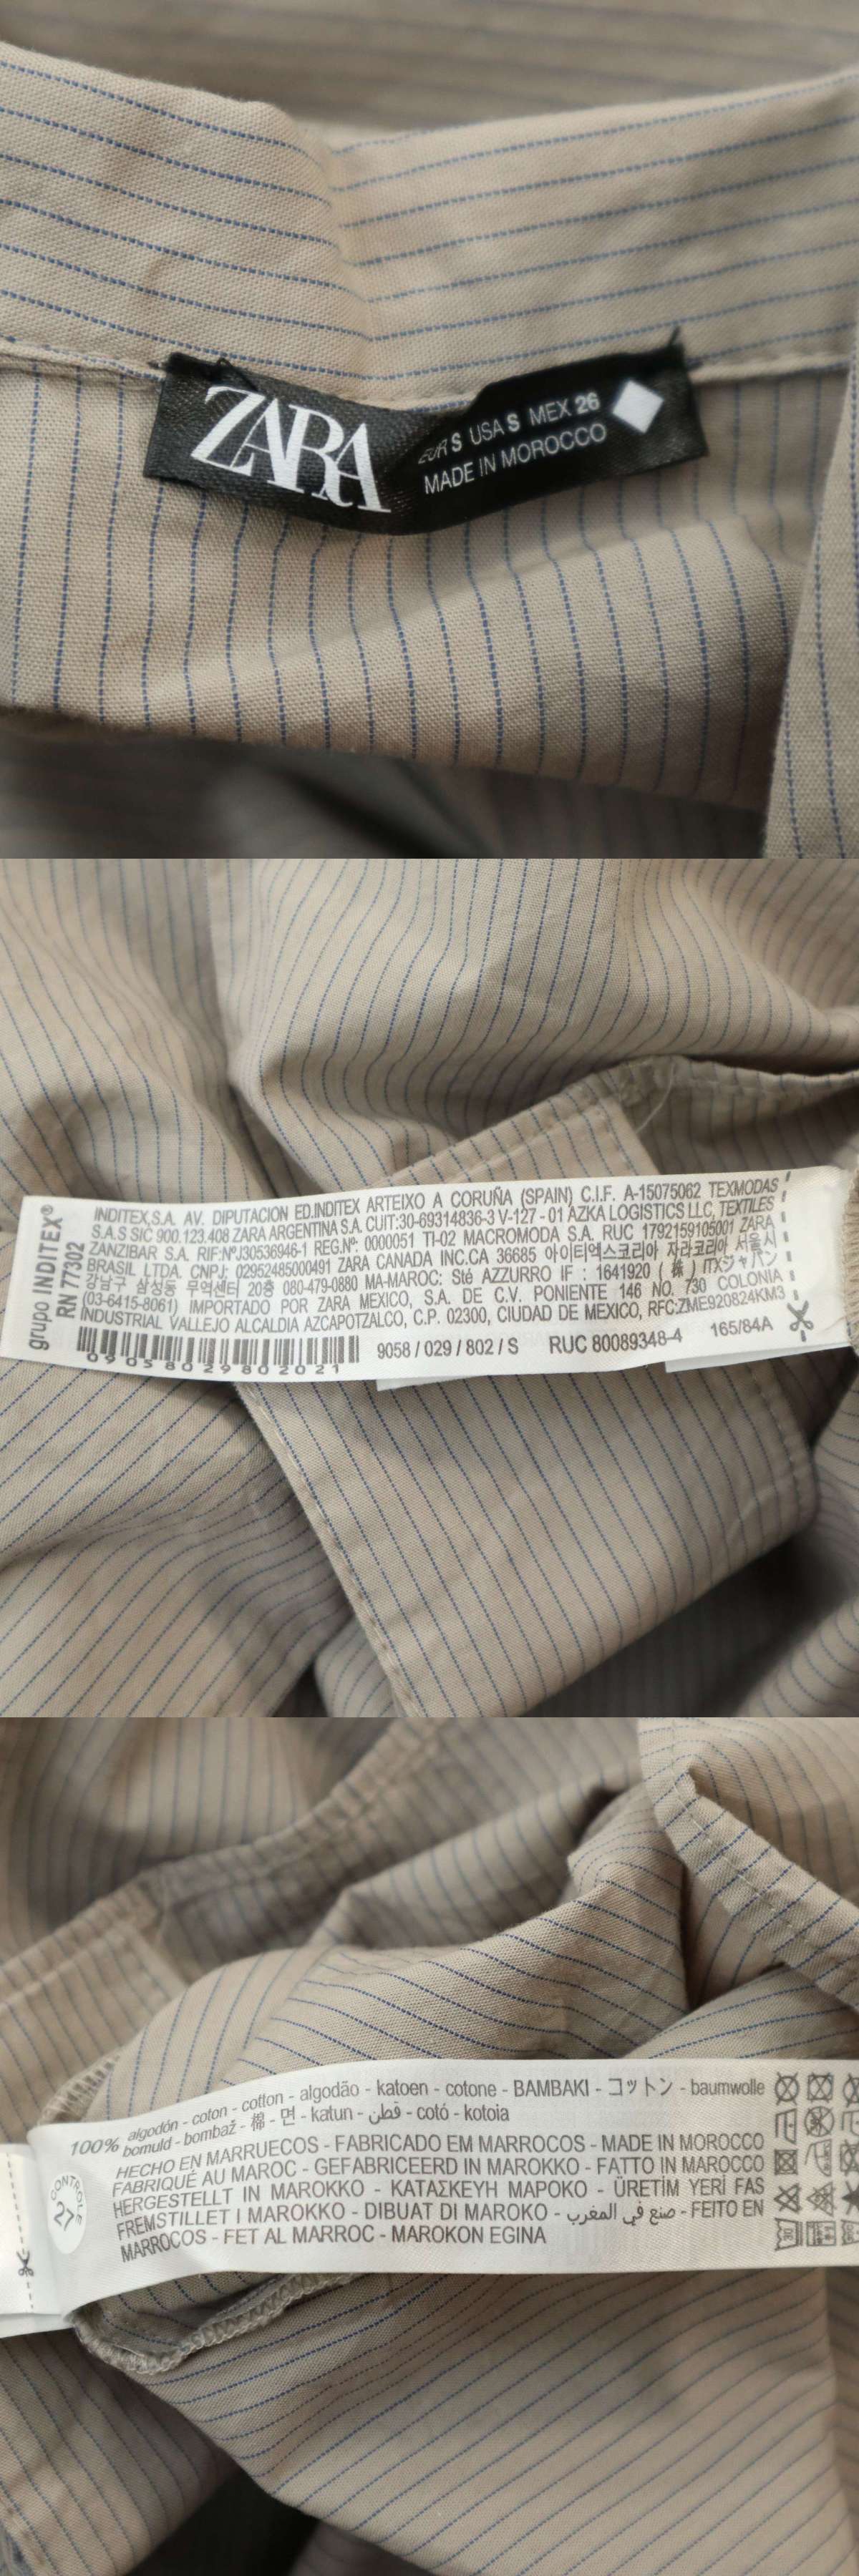 ZARA
EUR S USA S MEX 26
MADE IN MOROCCO
grupo INDITEX®
RN 77302
INDITEX,S.A. AV. DIPUTACION ED.INDITEX ARTEIXO A CORUÑA (SPAIN) C.I.F. A-15075062 TEXMODAS
S.A.S SIC 900.123.408 ZARA ARGENTINA S.A. CUIT:30-69314836-3 V-127 - 01 AZKA LOGISTICS LLC, TEXTILES
ZANZIBAR S.A. RIF:NºJ30536946-1 REG.Nº: 0000051 TI-02 MACROMODA S.A. RUC 1792159105001 ZARA
BRASIL LTDA. CNPJ: 02952485000491 ZARA CANADA INC.CA 36685 아이티엑스코리아 자라코리아 서울시
강남구 삼성동 무역센터 20층 080-479-0880 MA-MAROC: Sté AZZURRO IF : 1641920 ( 株 ) ITXジャパン
(03-6415-8061) IMPORTADO POR ZARA MEXICO, S.A. DE C.V. PONIENTE 146 NO. 730 COLONIA
INDUSTRIAL VALLEJO ALCALDIA AZCAPOTZALCO, C.P. 02300, CIUDAD DE MEXICO, RFC:ZME920824KM3
09058029802021
9058 / 029 / 802 / S RUC 80089348-4 165/84A
100% algodón - coton - cotton - algodão - katoen - cotone - ΒΑΜΒΑΚΙ - コットン - baumwolle
bomuld - bombaž - 棉 - 면 - katun - قطن - cotó - kotoia
HECHO EN MARRUECOS - FABRICADO EM MARROCOS - MADE IN MOROCCO
FABRIQUÉ AU MAROC - GEFABRICEERD IN MAROKKO - FATTO IN MAROCCO
HERGESTELLT IN MAROKKO - ΚΑΤΑΣΚΕΥΗ ΜΑΡΟΚΟ - ÜRETİM YERİ FAS
FREMSTILLET I MAROKKO - DIBUAT DI MAROKO - صنع في المغرب - FEITO EN
MARROCOS - FET AL MARROC - MAROKON EGINA
CONTROLE
27